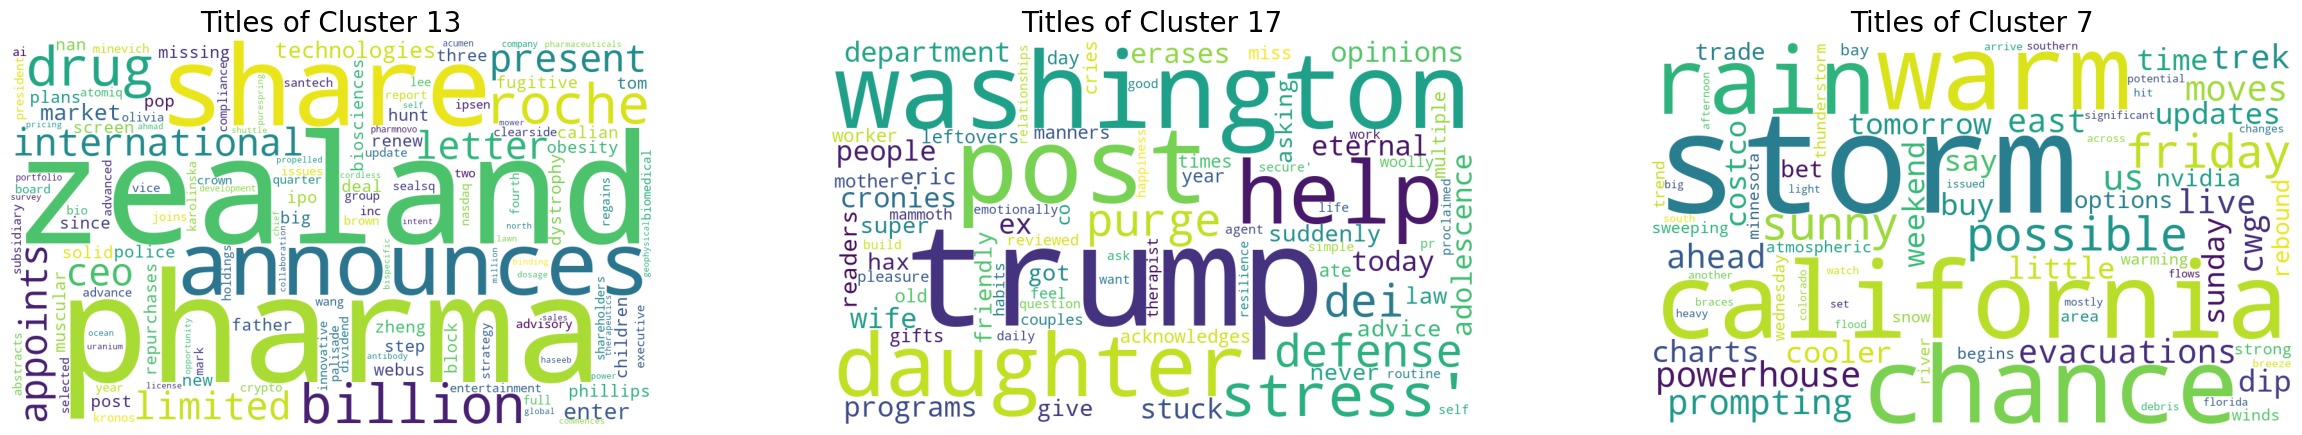 Titles of Cluster 13
ai nan minevich missing technologies three acumen company pharmaceuticals
drug share present
president plans atomiq pop santech lee fugitive tom
market olivia compliance purespring report self hunt ipsen roche
pricing ahmad screen shuttle pharmnovo mower clearside calian
international biosciences renew letter obesity
update
zealand
portfolio board survey since advanced vice crown karolinska propelled issues development quarter cordless deal sealsq two nasdaq fourth dystrophy regains biomedical
bio joins ipo group inc
subsidiary big brown intent north lawn geophysical
solid police chief collaboration bispecific million binding dosage
muscular ceo holdings announces
appoints advance repurchases wang shareholders therapeutics children executive
pharma
ocean uranium father innovative palisade dividend zheng step antibody webus block strategy sales advisory haseeb
abstracts selected opportunity mark power
year license new crypto entertainment phillips
post limited billion full global enter
kronos commences
Titles of Cluster 17
department day erases cries miss opinions
relationships good
washington
worker leftovers manners asking work multiple
people post times secure' eternal woolly
mother eric happiness year help
cronies mammoth emotionally co life
readers super purge suddenly adolescence
hax build ex reviewed agent simple pr proclaimed
pleasure friendly got ask therapist resilience ate today
old habits feel want dei law
wife trump question
gifts daily couples acknowledges advice
daughter defense
never routine
programs give stuck stress' self
Titles of Cluster 7
trade bay arrive southern time trek
rain warm potential moves
afternoon thunderstorm hit significant updates
costco tomorrow east changes
storm across friday
trend big bet say us nvidia
light minnesota issued
south sunny weekend buy options live
sweeping atmospheric possible cwg rebound
ahead another wednesday little warming sunday
watch flows
california
braces colorado set mostly area
heavy flood snow
charts cooler river begins evacuations strong
breeze
powerhouse chance dip
prompting debris florida winds